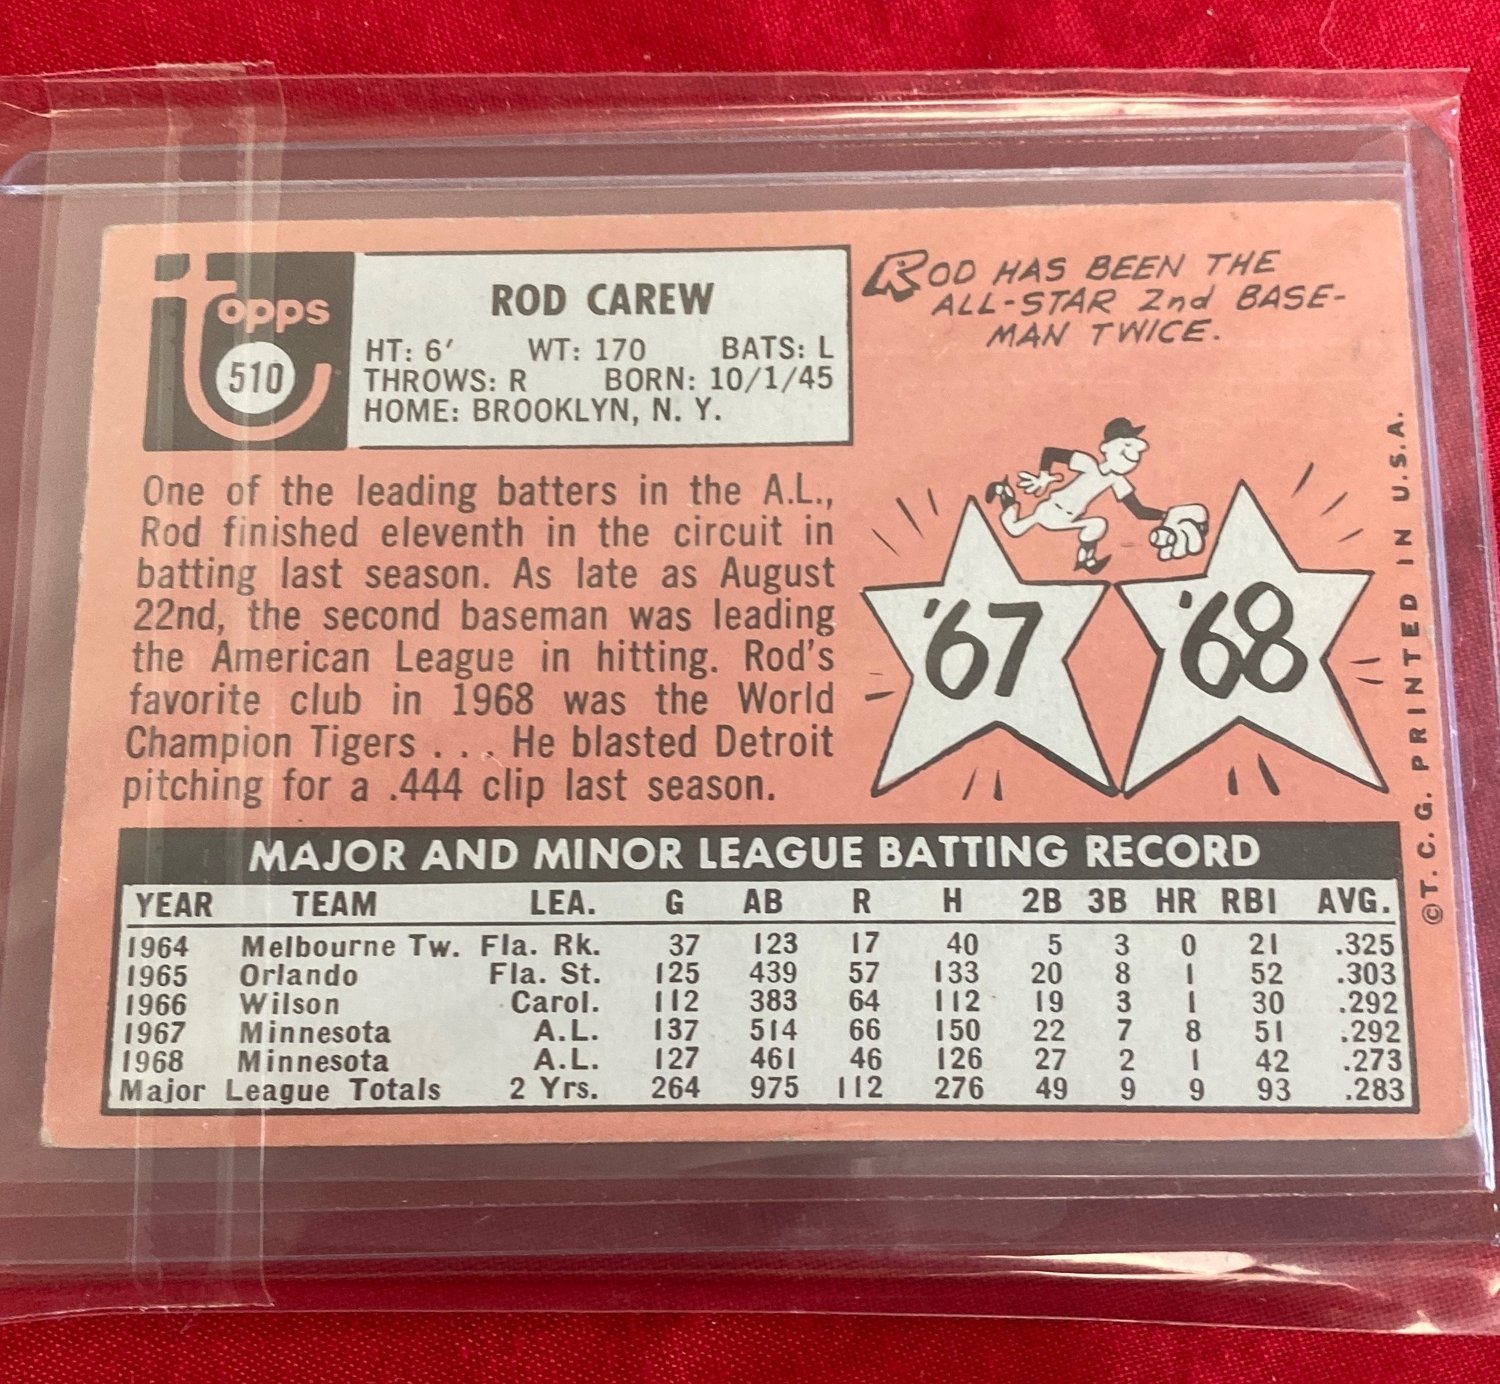 Topps
510
ROD CAREW
HT: 6' WT: 170 BATS: L
THROWS: R BORN: 10/1/45
HOME: BROOKLYN, N. Y.
ROD HAS BEEN THE
ALL-STAR 2nd BASE-
MAN TWICE.
'67 '68
One of the leading batters in the A.L.,
Rod finished eleventh in the circuit in
batting last season. As late as August
22nd, the second baseman was leading
the American League in hitting. Rod's
favorite club in 1968 was the World
Champion Tigers . . . He blasted Detroit
pitching for a .444 clip last season.
MAJOR AND MINOR LEAGUE BATTING RECORD
YEAR TEAM LEA. G AB R H 2B 3B HR RBI AVG.
1964 Melbourne Tw. Fla. Rk. 37 123 17 40 5 3 0 21 .325
1965 Orlando Fla. St. 125 439 57 133 20 8 1 52 .303
1966 Wilson Carol. 112 383 64 112 19 3 1 30 .292
1967 Minnesota A.L. 137 514 66 150 22 7 8 51 .292
1968 Minnesota A.L. 127 461 46 126 27 2 1 42 .273
Major League Totals 2 Yrs. 264 975 112 276 49 9 9 93 .283
©T.C.G. PRINTED IN U.S.A.